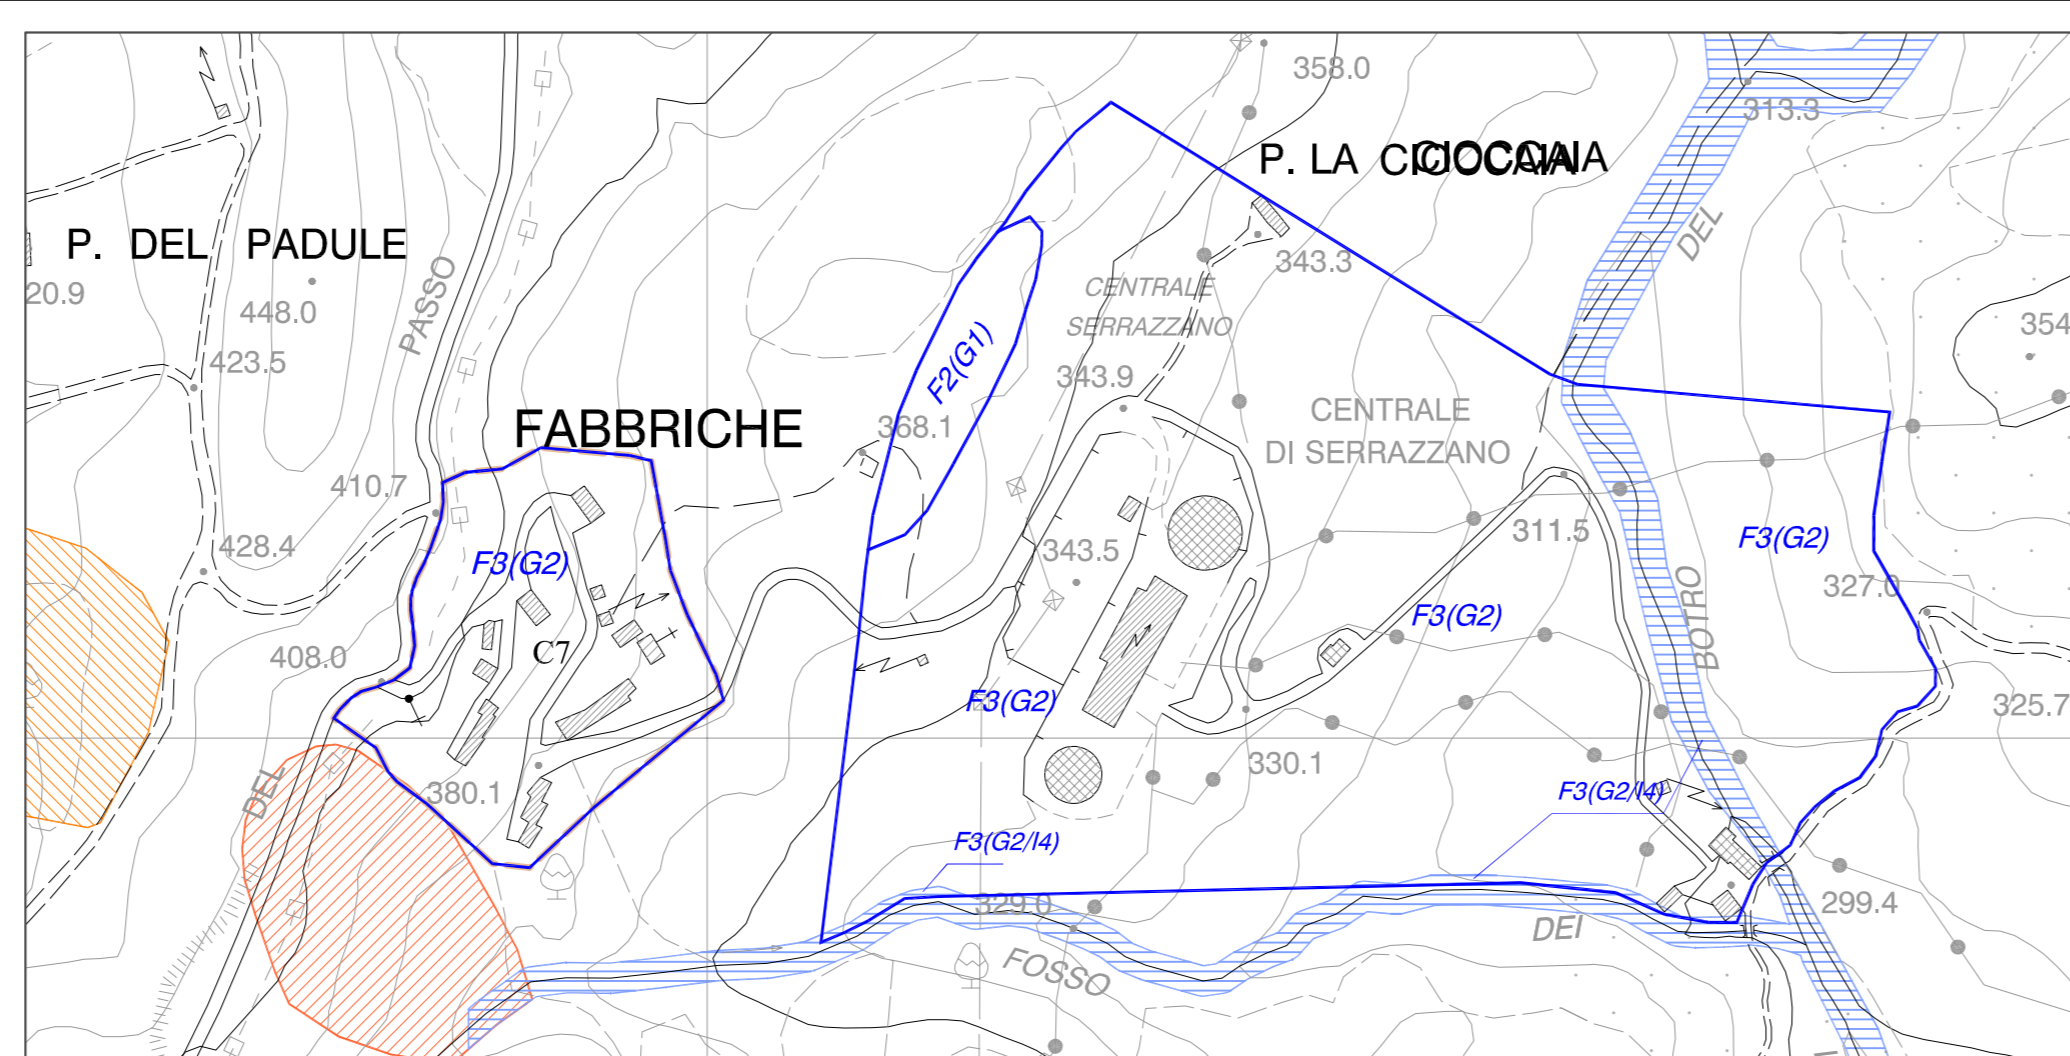 358.0
313.3
P. LA CIOCCAIA
CIOCCAIA
DEL
P. DEL PADULE
20.9
448.0
PASSO
343.3
CENTRALE
SERRAZZANO
354
423.5
F2(G1)
343.9
FABBRICHE
368.1
CENTRALE
DI SERRAZZANO
410.7
311.5
F3(G2)
428.4
343.5
F3(G2)
327.0
F3(G2)
BOTRO
408.0
C7
F3(G2)
325.7
330.1
DEL
380.1
F3(G2/I4)
F3(G2/I4)
329.0
299.4
DEI
FOSSO